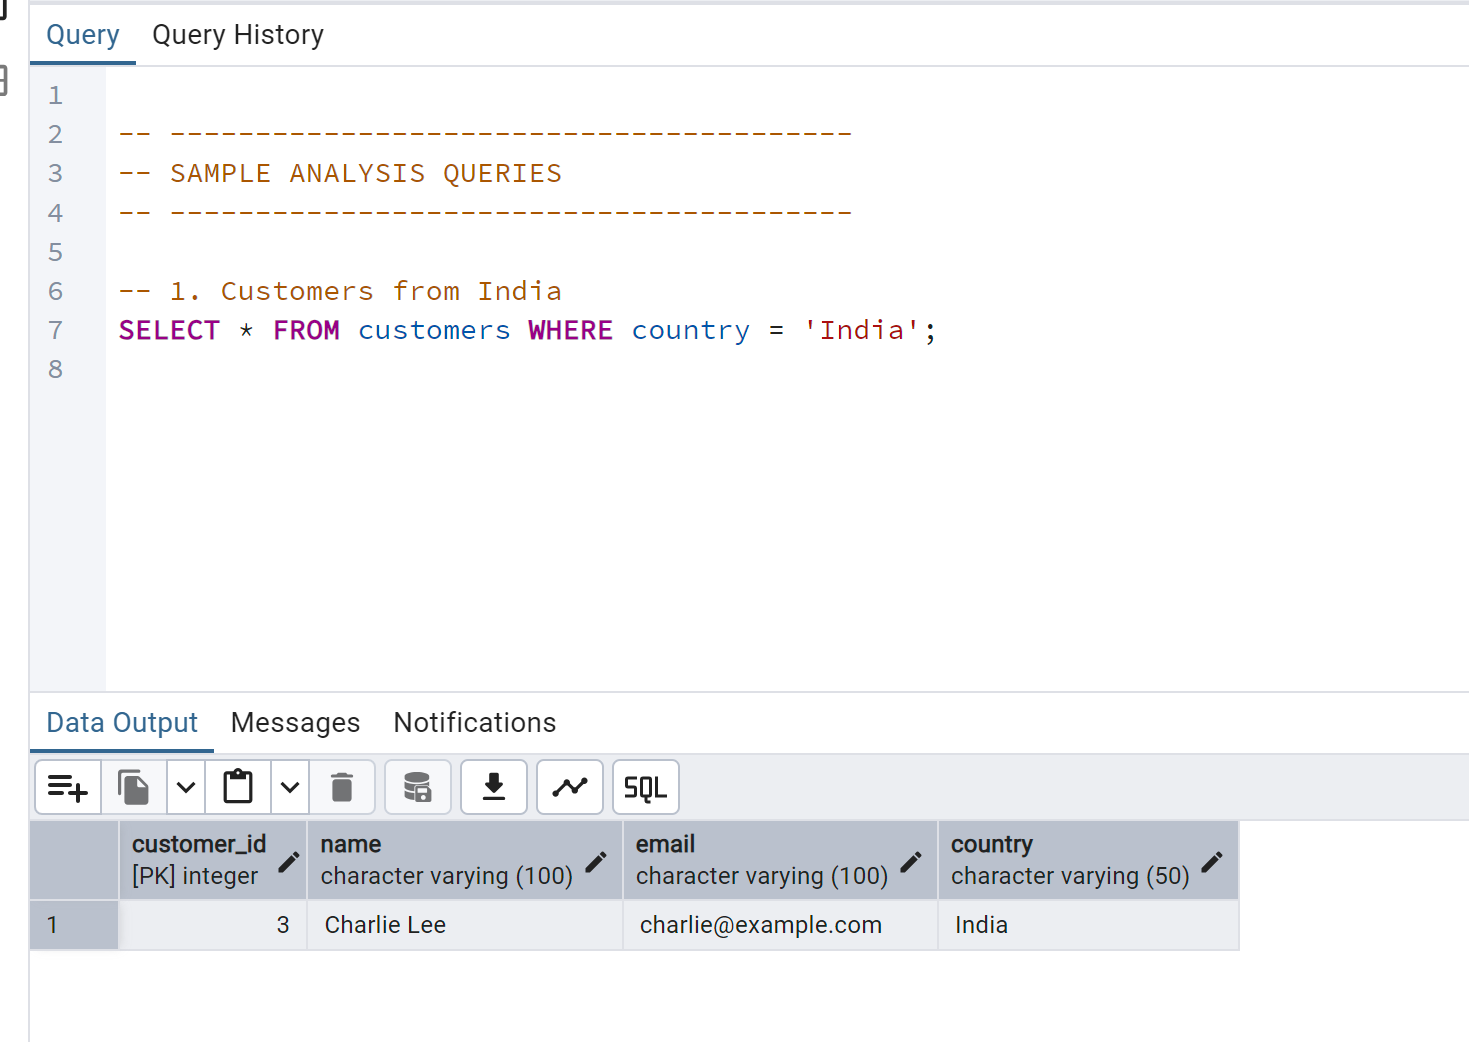 Query Query History
1
2 -- ----------------------------------------
3 -- SAMPLE ANALYSIS QUERIES
4 -- ----------------------------------------
5
6 -- 1. Customers from India
7 SELECT * FROM customers WHERE country = 'India';
8
Data Output Messages Notifications
SQL
customer_id name email country
[PK] integer character varying (100) character varying (100) character varying (50)
1 3 Charlie Lee charlie@example.com India